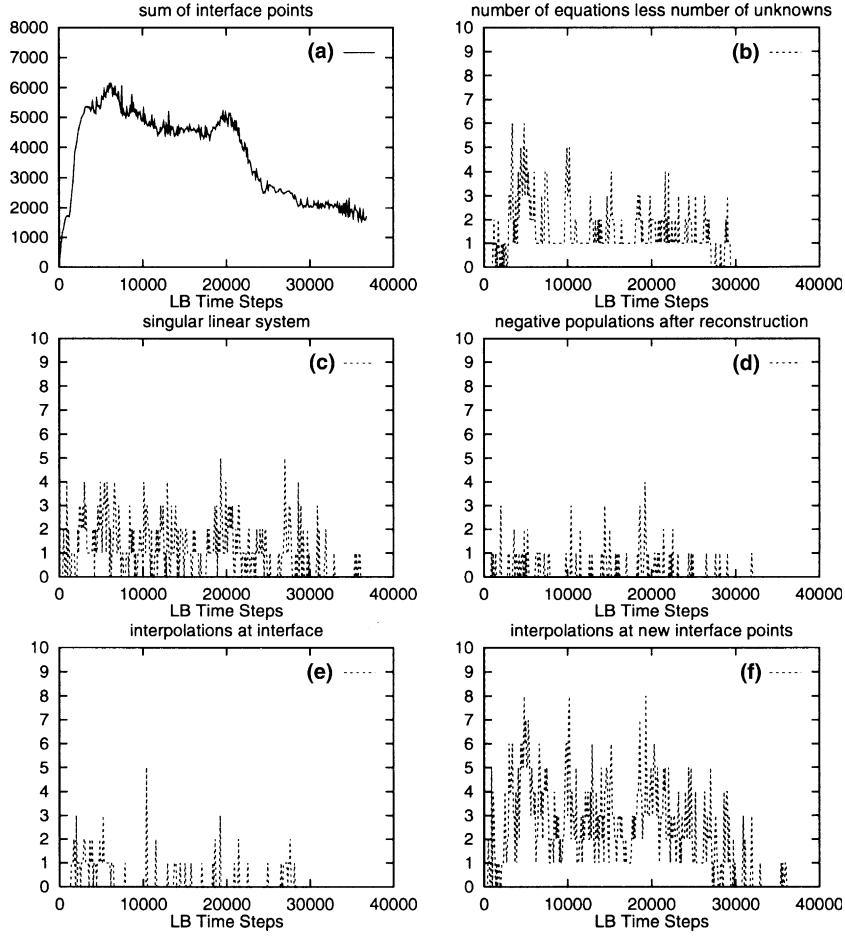 sum of interface points
(a)
8000
7000
6000
5000
4000
3000
2000
1000
0
0 10000 20000 30000 40000
LB Time Steps
number of equations less number of unknowns
(b)
10
9
8
7
6
5
4
3
2
1
0
0 10000 20000 30000 40000
LB Time Steps
singular linear system
(c)
10
9
8
7
6
5
4
3
2
1
0
0 10000 20000 30000 40000
LB Time Steps
negative populations after reconstruction
(d)
10
9
8
7
6
5
4
3
2
1
0
0 10000 20000 30000 40000
LB Time Steps
interpolations at interface
(e)
10
9
8
7
6
5
4
3
2
1
0
0 10000 20000 30000 40000
LB Time Steps
interpolations at new interface points
(f)
10
9
8
7
6
5
4
3
2
1
0
0 10000 20000 30000 40000
LB Time Steps